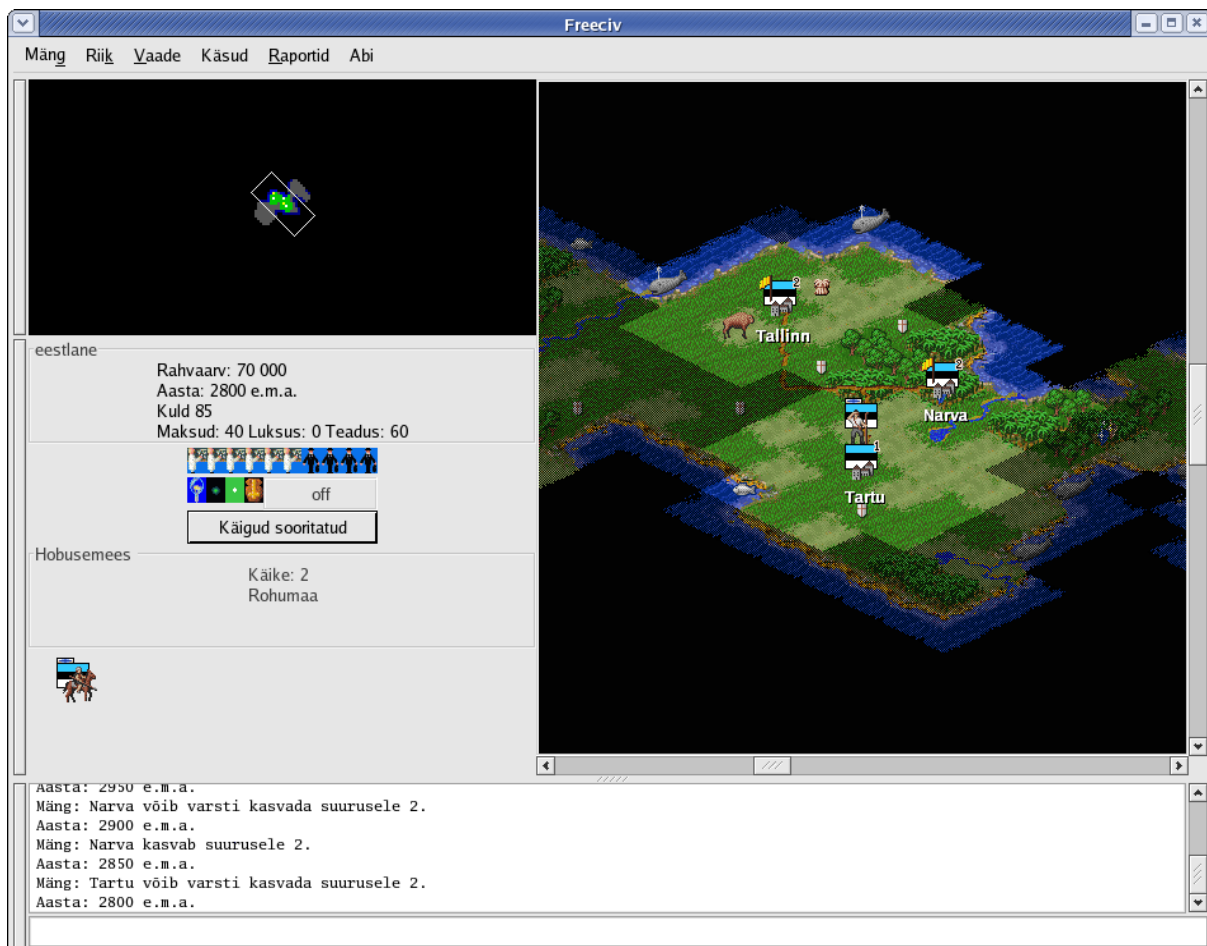 Freeciv
Mäng Riik Vaade Käsud Raportid Abi
eestlane
Rahvaarv: 70 000
Aasta: 2800 e.m.a.
Kuld 85
Maksud: 40 Luksus: 0 Teadus: 60
off
Käigud sooritatud
Hobusemees
Käike: 2
Rohumaa
2
Tallinn
2
Narva
1
Tartu
Aasta: 2950 e.m.a.
Mäng: Narva võib varsti kasvada suurusele 2.
Aasta: 2900 e.m.a.
Mäng: Narva kasvab suurusele 2.
Aasta: 2850 e.m.a.
Mäng: Tartu võib varsti kasvada suurusele 2.
Aasta: 2800 e.m.a.